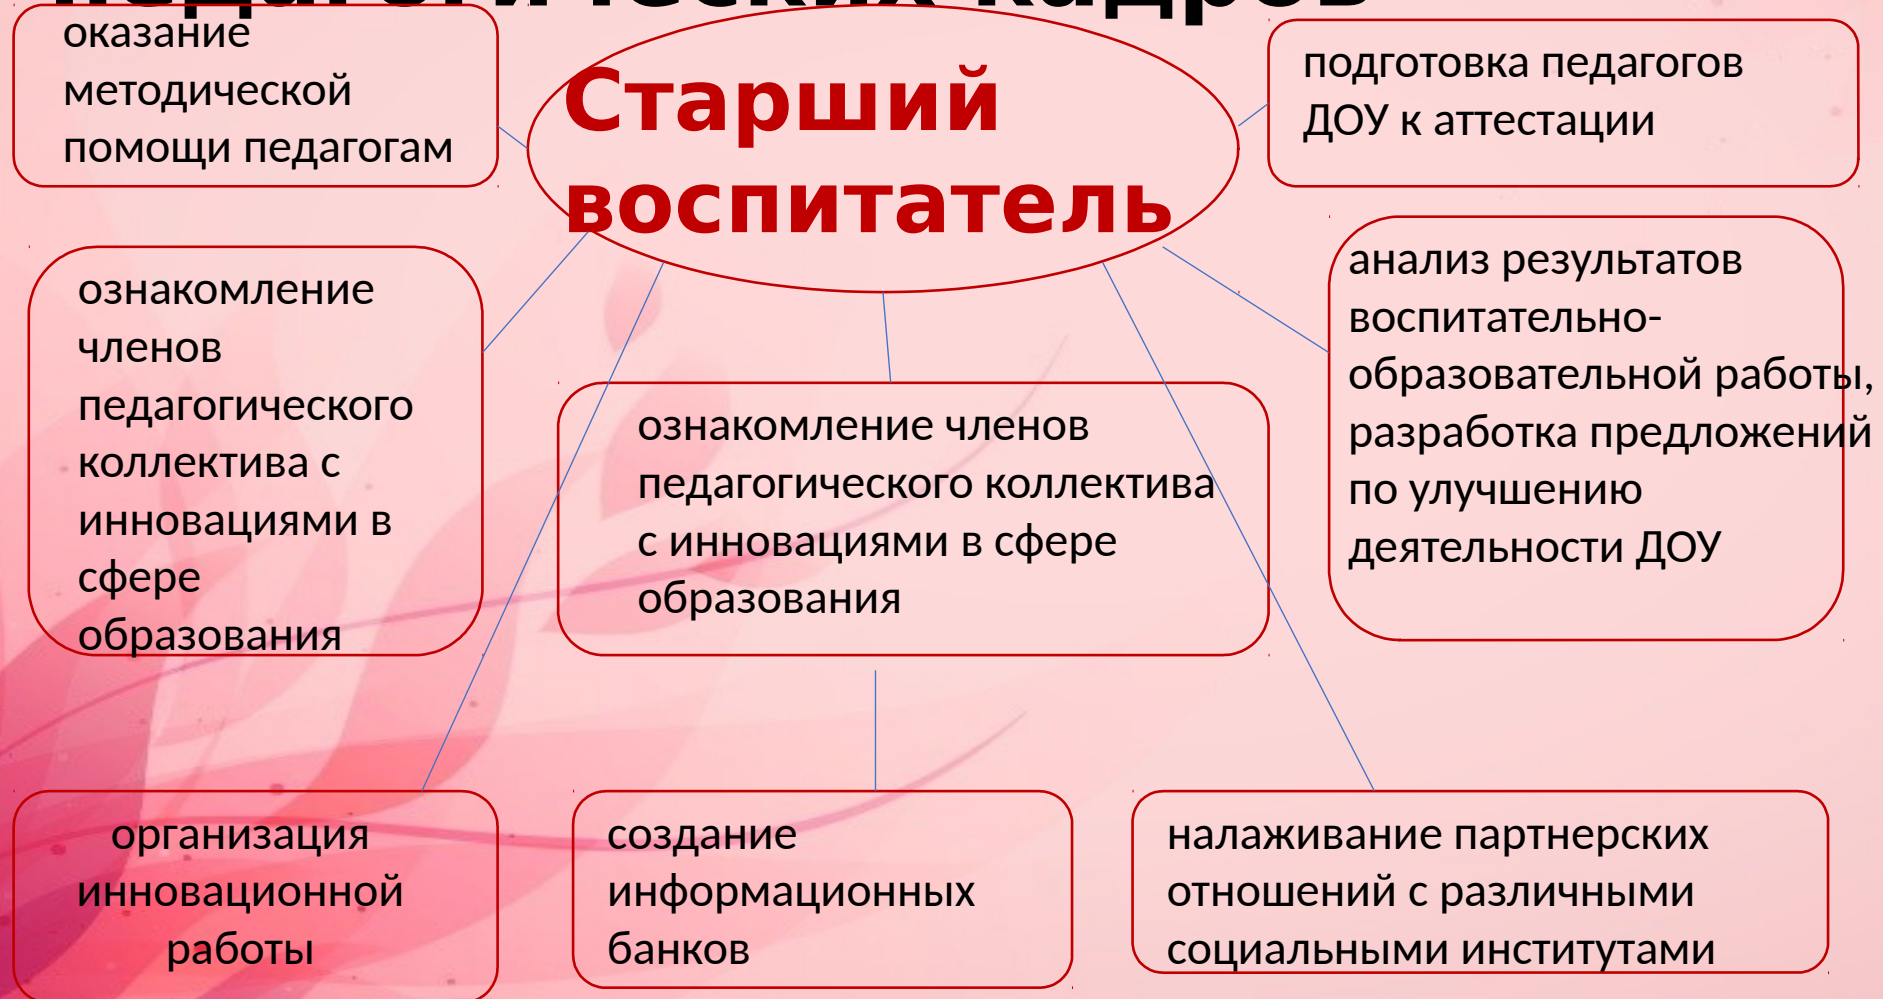 педагогических кадров
оказание
методической
помощи педагогам
Старший
воспитатель
подготовка педагогов
ДОУ к аттестации
ознакомление
членов
педагогического
коллектива с
инновациями в
сфере
образования
ознакомление членов
педагогического коллектива
с инновациями в сфере
образования
анализ результатов
воспитательно-
образовательной работы,
разработка предложений
по улучшению
деятельности ДОУ
организация
инновационной
работы
создание
информационных
банков
налаживание партнерских
отношений с различными
социальными институтами